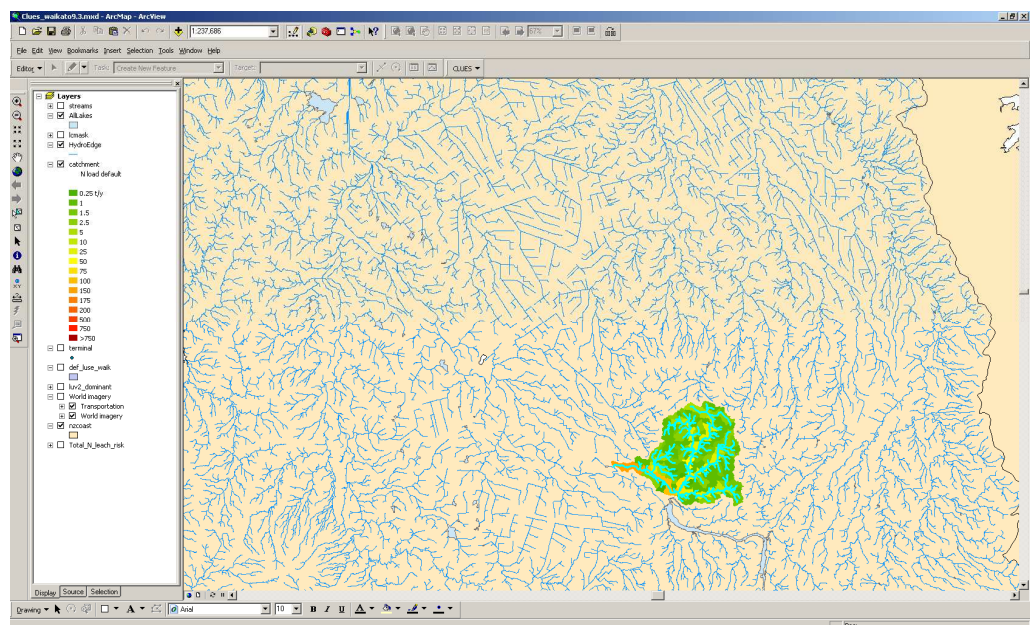 Clues_waikato9.3.mxd - ArcMap - ArcView
1:237,686
67%
File Edit View Bookmarks Insert Selection Tools Window Help
Editor Task: Create New Feature Target: CLUES
Layers
streams
AllLakes
lcmask
HydroEdge
catchment
N load default
0.25 t/y
1
1.5
2.5
5
10
25
50
75
100
150
175
200
500
750
>750
terminal
def_luse_waik
luv2_dominant
World imagery
Transportation
World imagery
nzcoast
Total_N_leach_risk
Display Source Selection
Drawing A Arial 10 B I U A